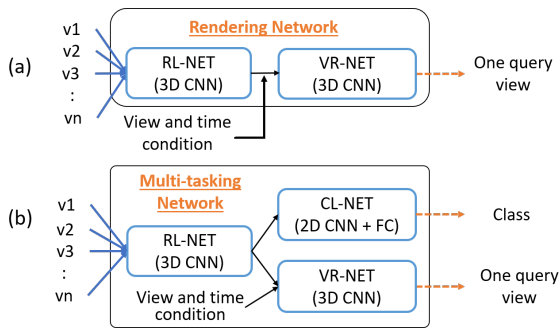 (a)
v1
v2
v3
:
vn
Rendering Network
RL-NET
(3D CNN)
VR-NET
(3D CNN)
View and time
condition
One query
view
(b)
v1
v2
v3
:
vn
Multi-tasking
Network
RL-NET
(3D CNN)
CL-NET
(2D CNN + FC)
Class
VR-NET
(3D CNN)
View and time
condition
One query
view